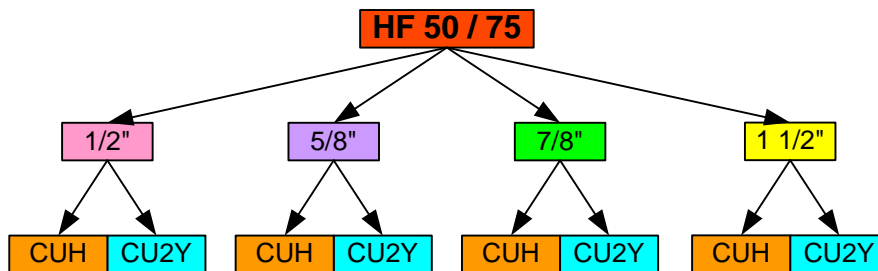 HF 50 / 75
1/2" 5/8" 7/8" 1 1/2"
CUH CU2Y CUH CU2Y CUH CU2Y CUH CU2Y